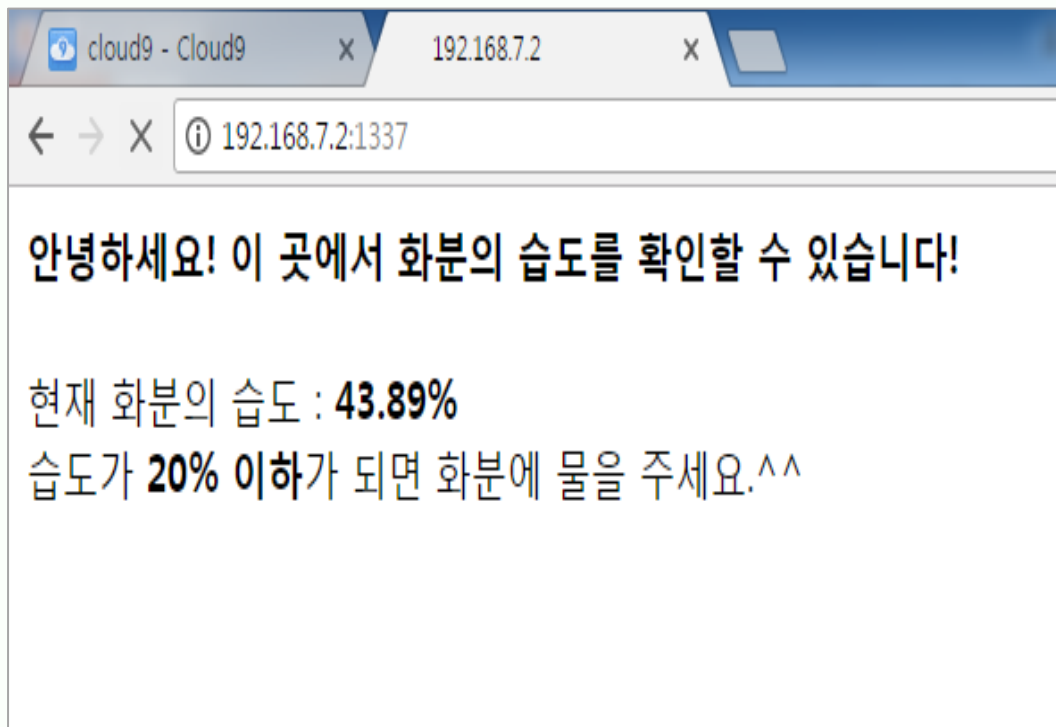 cloud9 - Cloud9
192.168.7.2
192.168.7.2:1337
안녕하세요! 이 곳에서 화분의 습도를 확인할 수 있습니다!
현재 화분의 습도 : 43.89%
습도가 20% 이하가 되면 화분에 물을 주세요.^^